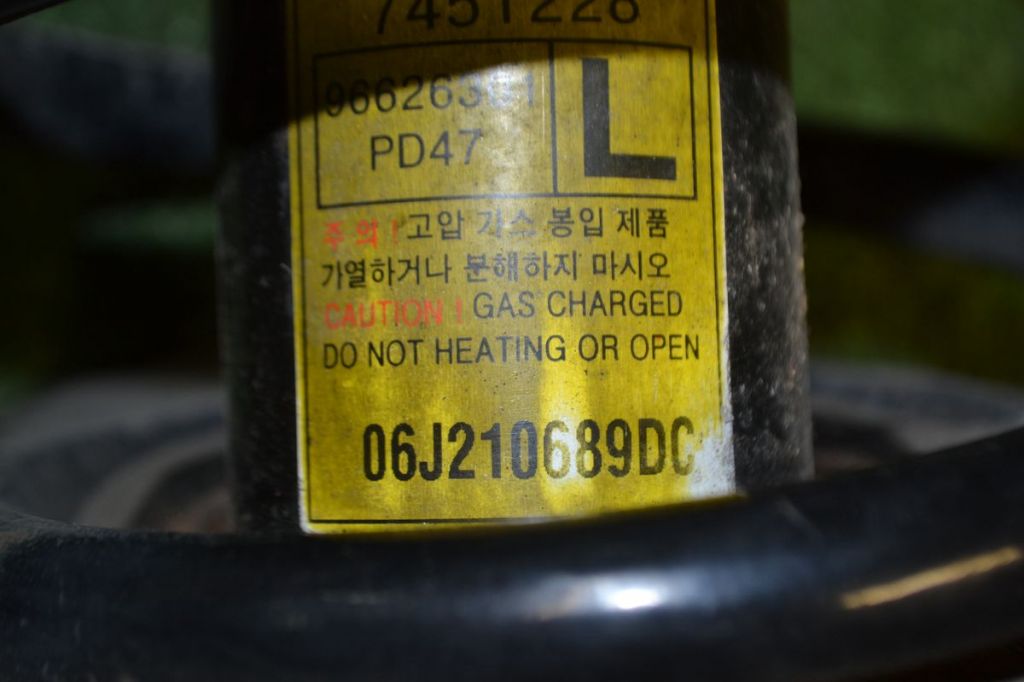 7451228
L
PD47
주의! 고압 가스 봉입 제품
가열하거나 분해하지 마시오
CAUTION! GAS CHARGED
DO NOT HEATING OR OPEN
06J210689DC